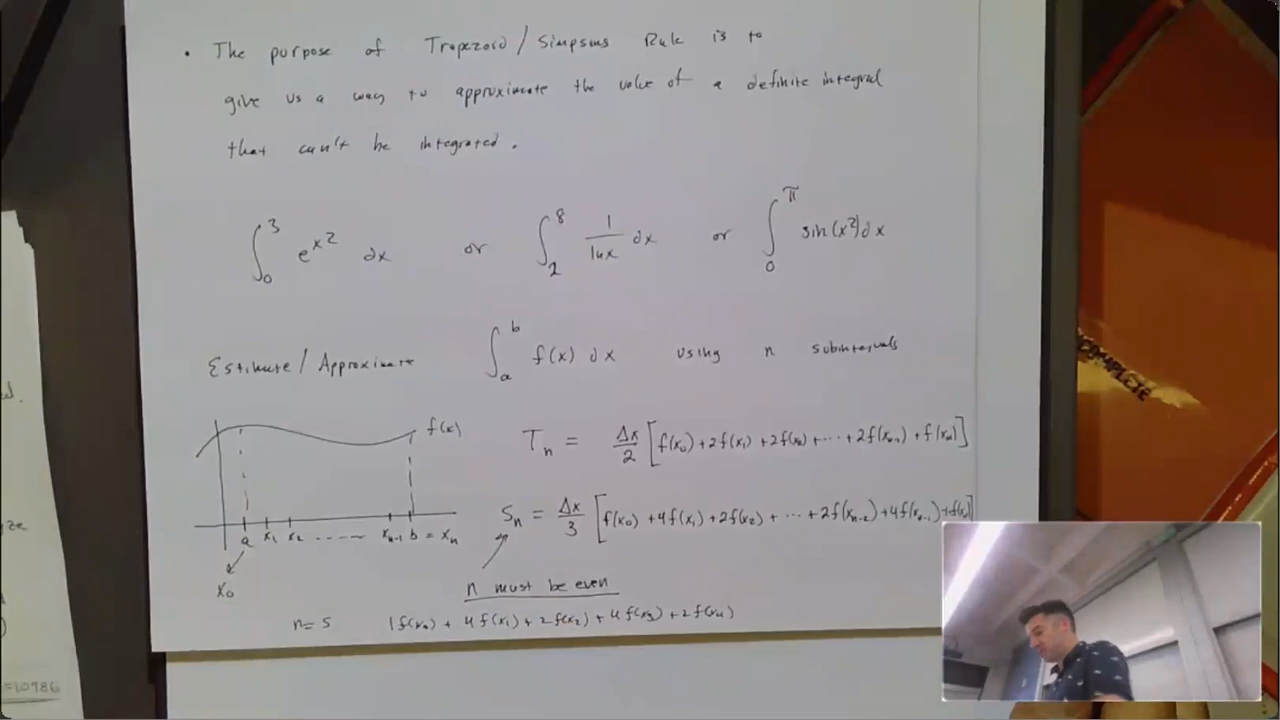 • The purpose of Trapezoid / Simpsons Rule is to
give us a way to approximate the value of a definite integral
that can't be integrated.
∫₀³ e^{x²} dx or ∫₂⁸ 1/ln x dx or ∫₀^π sin(x²) dx
Estimate / Approximate ∫ₐᵇ f(x) dx using n subintervals
f(x)
Tₙ = Δx/2 [f(x₀) + 2f(x₁) + 2f(x₂) + ... + 2f(xₙ₋₁) + f(xₙ)]
Sₙ = Δx/3 [f(x₀) + 4f(x₁) + 2f(x₂) + ... + 2f(xₙ₋₂) + 4f(xₙ₋₁) + f(xₙ)]
a x₁ x₂ ..... xₙ₋₁ b = xₙ
x₀
n must be even
n = 5 1f(x₀) + 4f(x₁) + 2f(x₂) + 4f(x₃) + 2f(x₄)
COMPLETE
=10986